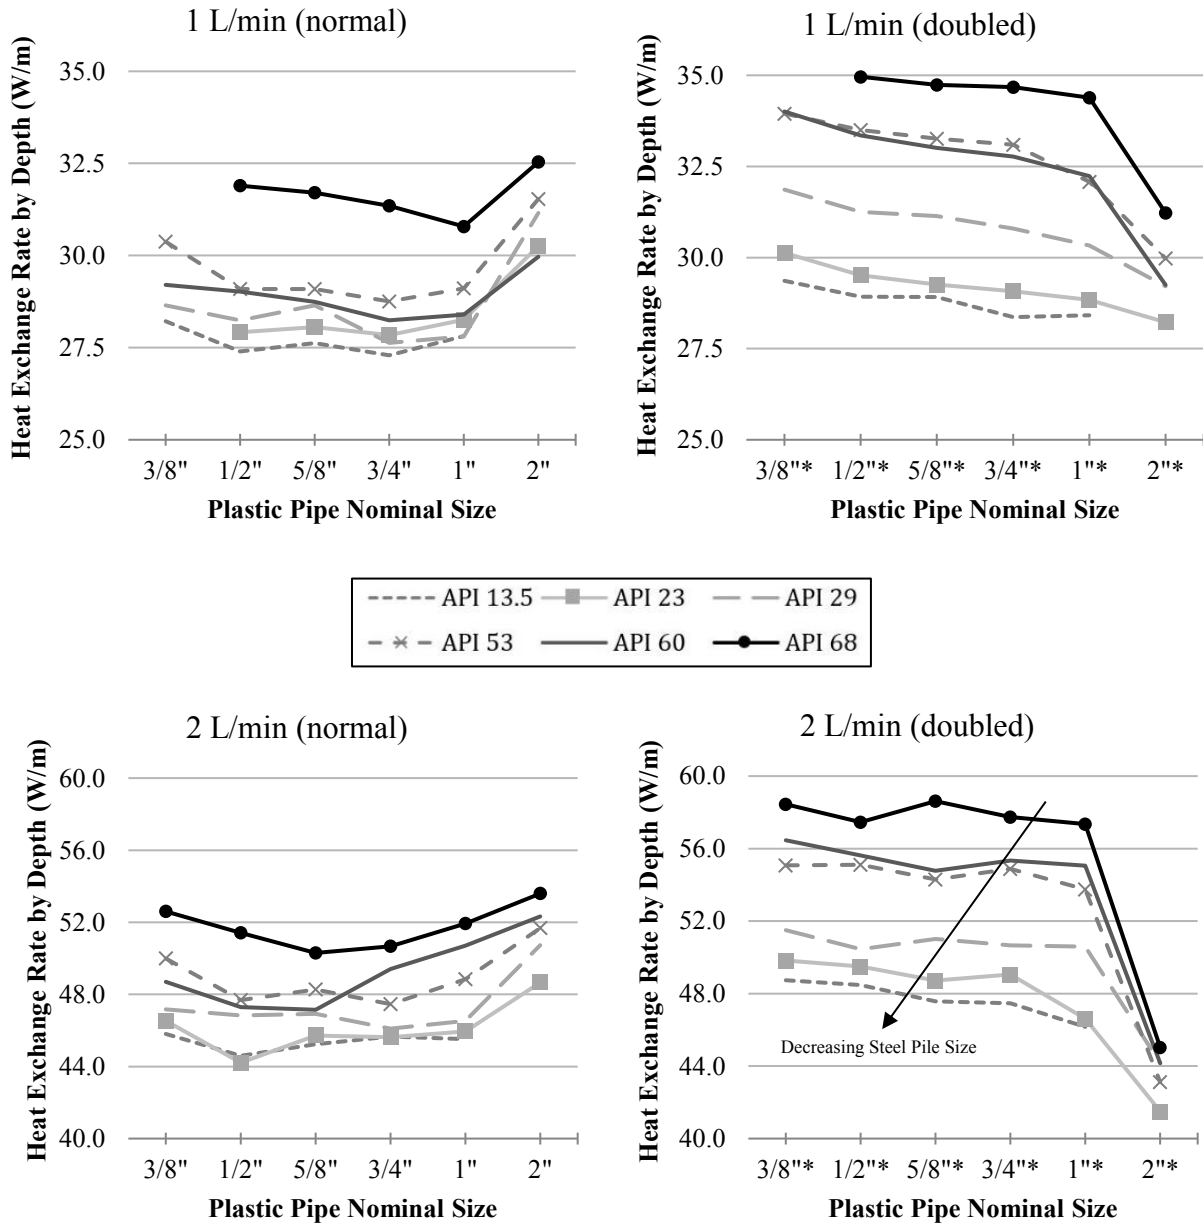 1 L/min (normal)
Heat Exchange Rate by Depth (W/m)
35.0
32.5
30.0
27.5
25.0
3/8" 1/2" 5/8" 3/4" 1" 2"
Plastic Pipe Nominal Size
1 L/min (doubled)
Heat Exchange Rate by Depth (W/m)
35.0
32.5
30.0
27.5
25.0
3/8"* 1/2"* 5/8"* 3/4"* 1"* 2"*
Plastic Pipe Nominal Size
API 13.5 API 23 API 29
API 53 API 60 API 68
2 L/min (normal)
Heat Exchange Rate by Depth (W/m)
60.0
56.0
52.0
48.0
44.0
40.0
3/8" 1/2" 5/8" 3/4" 1" 2"
Plastic Pipe Nominal Size
2 L/min (doubled)
Heat Exchange Rate by Depth (W/m)
60.0
56.0
52.0
48.0
44.0
40.0
Decreasing Steel Pile Size
3/8"* 1/2"* 5/8"* 3/4"* 1"* 2"*
Plastic Pipe Nominal Size